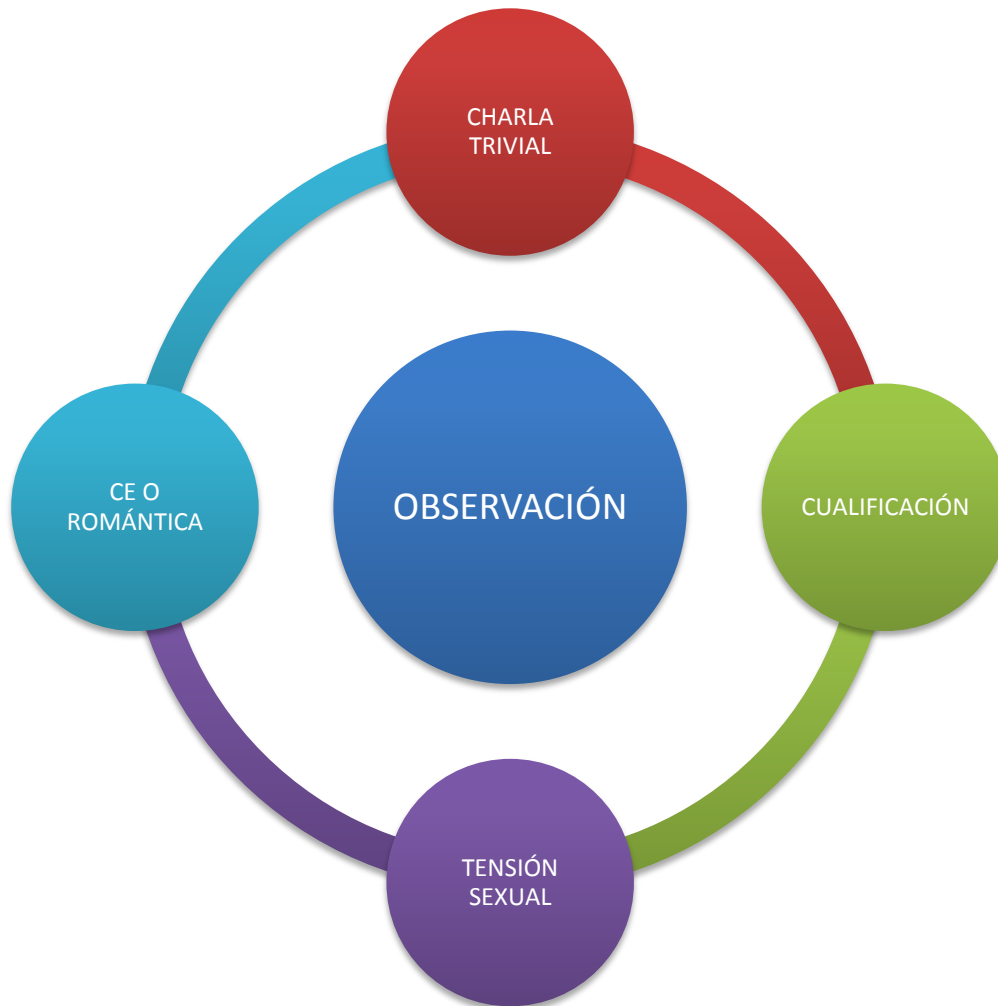 CHARLA
TRIVIAL
CE O
ROMÁNTICA
OBSERVACIÓN
CUALIFICACIÓN
TENSIÓN
SEXUAL